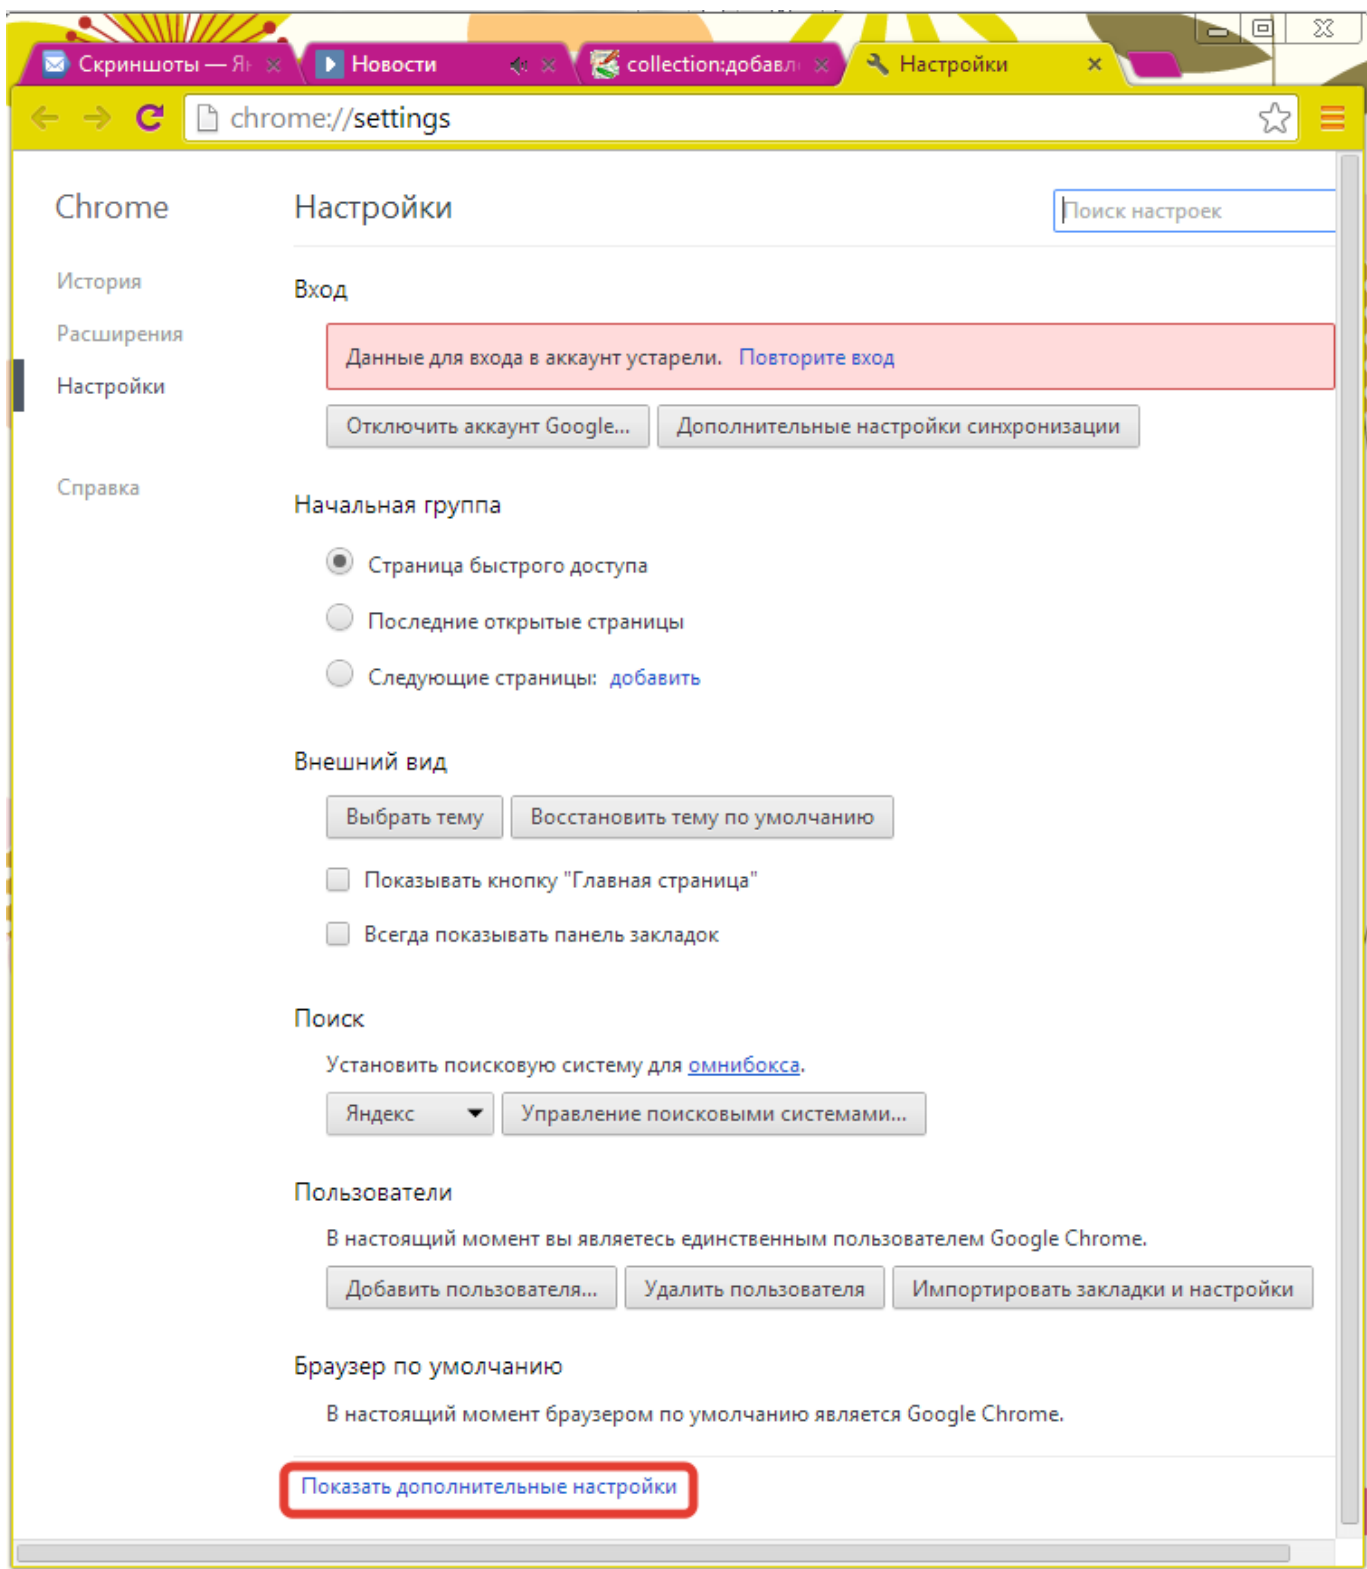 Скриншоты — Ян
Новости
collection:добавл
Настройки
chrome://settings
Chrome
Настройки
Поиск настроек
История
Расширения
Настройки
Справка
Вход
Данные для входа в аккаунт устарели. Повторите вход
Отключить аккаунт Google...
Дополнительные настройки синхронизации
Начальная группа
Страница быстрого доступа
Последние открытые страницы
Следующие страницы: добавить
Внешний вид
Выбрать тему
Восстановить тему по умолчанию
Показывать кнопку "Главная страница"
Всегда показывать панель закладок
Поиск
Установить поисковую систему для омнибокса.
Яндекс
Управление поисковыми системами...
Пользователи
В настоящий момент вы являетесь единственным пользователем Google Chrome.
Добавить пользователя...
Удалить пользователя
Импортировать закладки и настройки
Браузер по умолчанию
В настоящий момент браузером по умолчанию является Google Chrome.
Показать дополнительные настройки